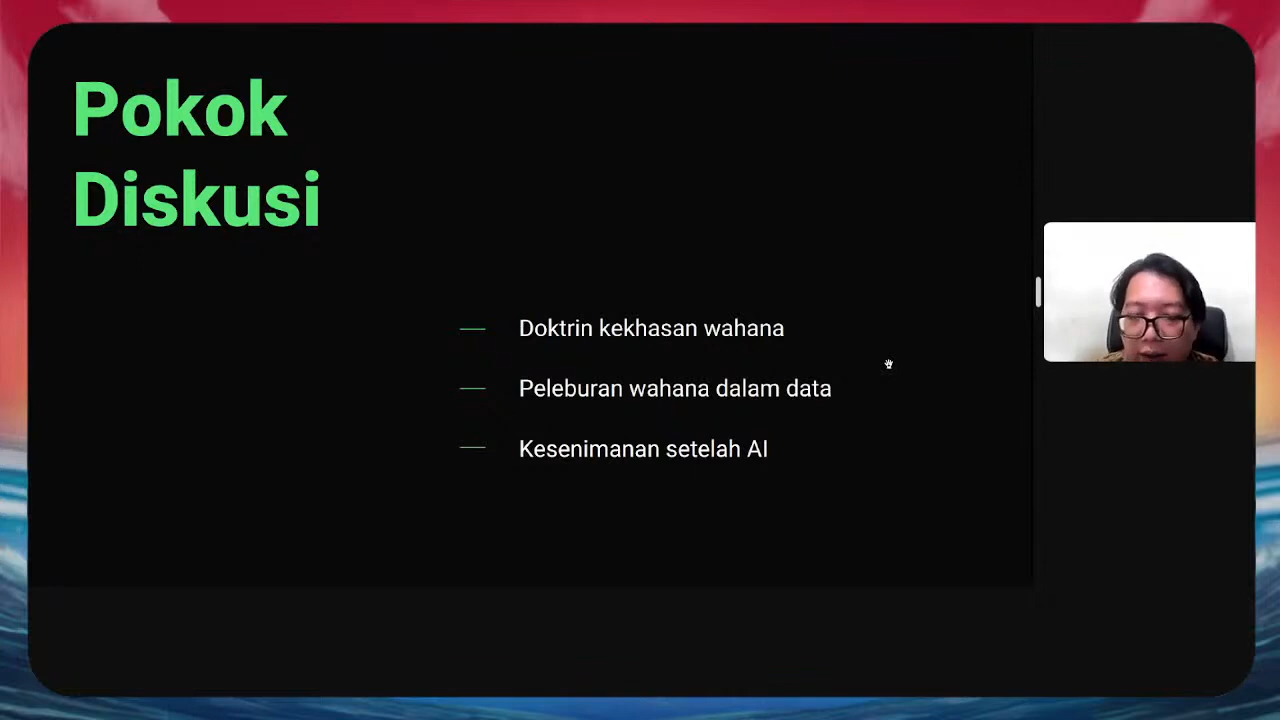 Pokok
Diskusi
Doktrin kekhasan wahana
Peleburan wahana dalam data
Kesenimanan setelah AI